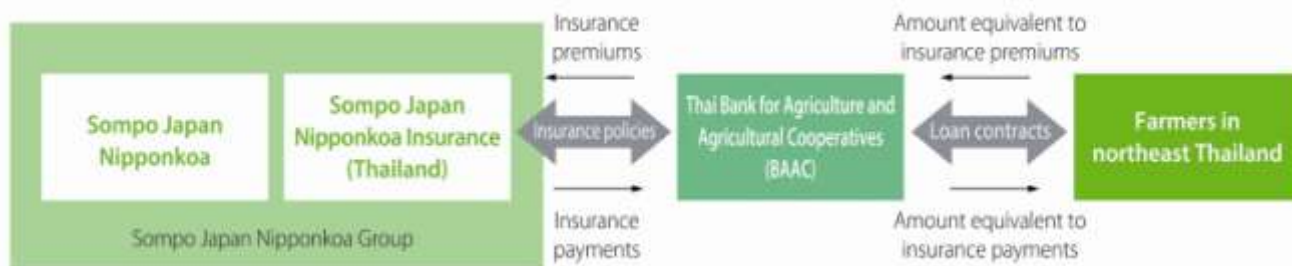 Insurance
premiums
Amount equivalent to
insurance premiums
Sompo Japan
Nipponkoa
Sompo Japan
Nipponkoa Insurance
(Thailand)
Insurance policies
Thai Bank for Agriculture and
Agricultural Cooperatives
(BAAC)
Loan contracts
Farmers in
northeast Thailand
Sompo Japan Nipponkoa Group
Insurance
payments
Amount equivalent to
insurance payments